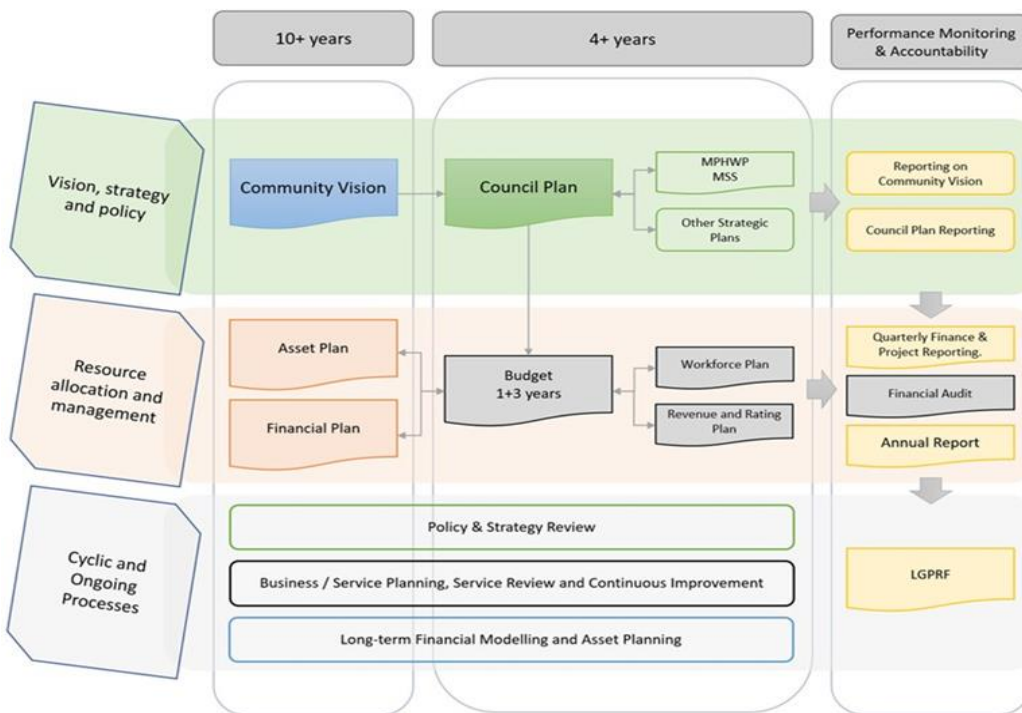 10+ years
4+ years
Performance Monitoring
& Accountability
Vision, strategy
and policy
Community Vision
Council Plan
MPHWP
MSS
Other Strategic
Plans
Reporting on
Community Vision
Council Plan Reporting
Resource
allocation and
management
Asset Plan
Financial Plan
Budget
1+3 years
Workforce Plan
Revenue and Rating
Plan
Quarterly Finance &
Project Reporting.
Financial Audit
Annual Report
Cyclic and
Ongoing
Processes
Policy & Strategy Review
Business / Service Planning, Service Review and Continuous Improvement
Long-term Financial Modelling and Asset Planning
LGPRF